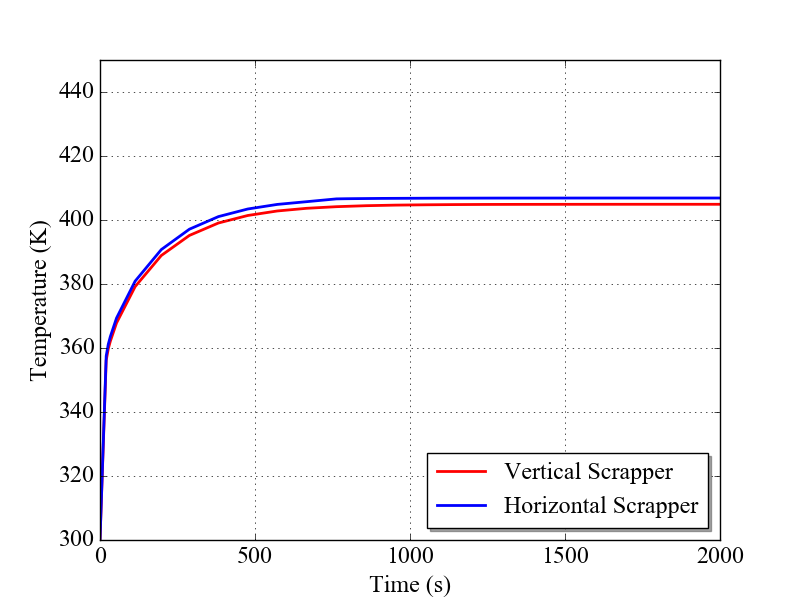 440
420
400
380
360
340
320
300
Temperature (K)
Vertical Scrapper
Horizontal Scrapper
0 500 1000 1500 2000
Time (s)